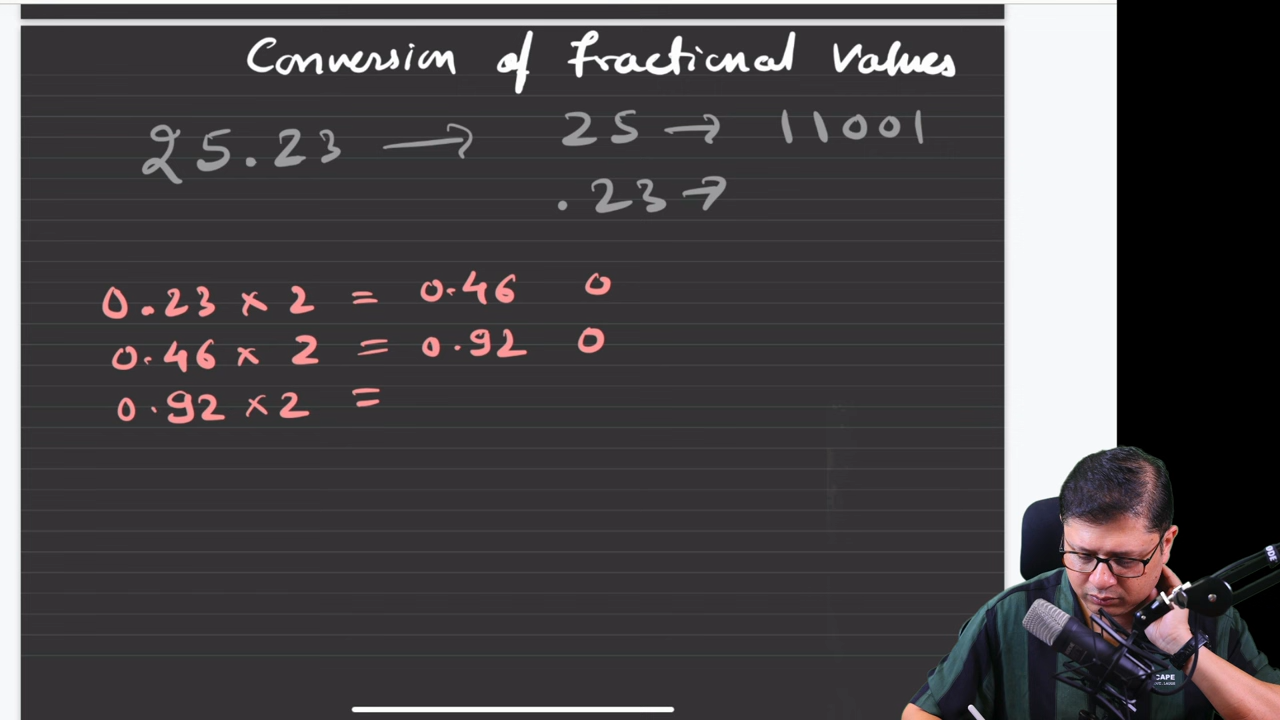 Conversion of Fractional Values
25.23 → 25 → 11001
.23 →
0.23 × 2 = 0.46 0
0.46 × 2 = 0.92 0
0.92 × 2 =